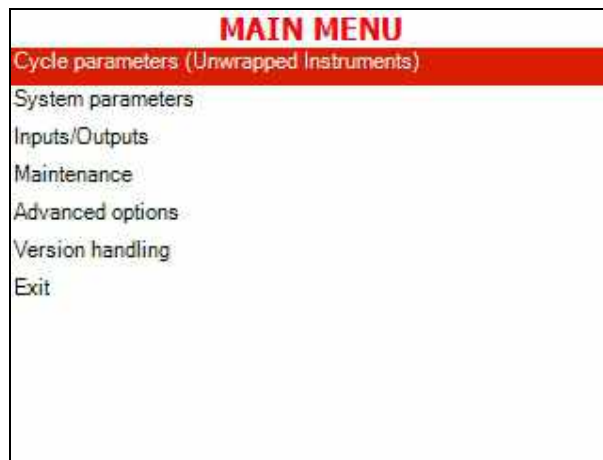 MAIN MENU
Cycle parameters (Unwrapped Instruments)
System parameters
Inputs/Outputs
Maintenance
Advanced options
Version handling
Exit